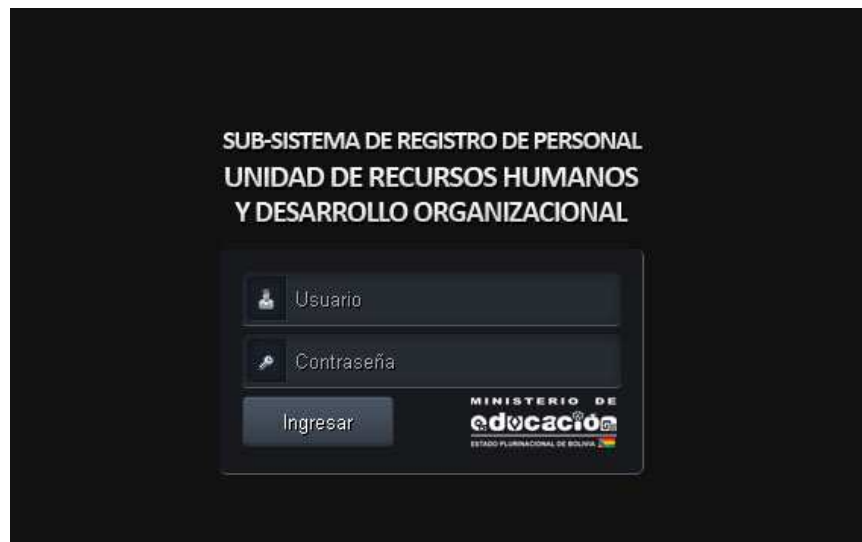 SUB-SISTEMA DE REGISTRO DE PERSONAL
UNIDAD DE RECURSOS HUMANOS
Y DESARROLLO ORGANIZACIONAL
Usuario
Contraseña
Ingresar
MINISTERIO DE
educación
ESTADO PLURINACIONAL DE BOLIVIA